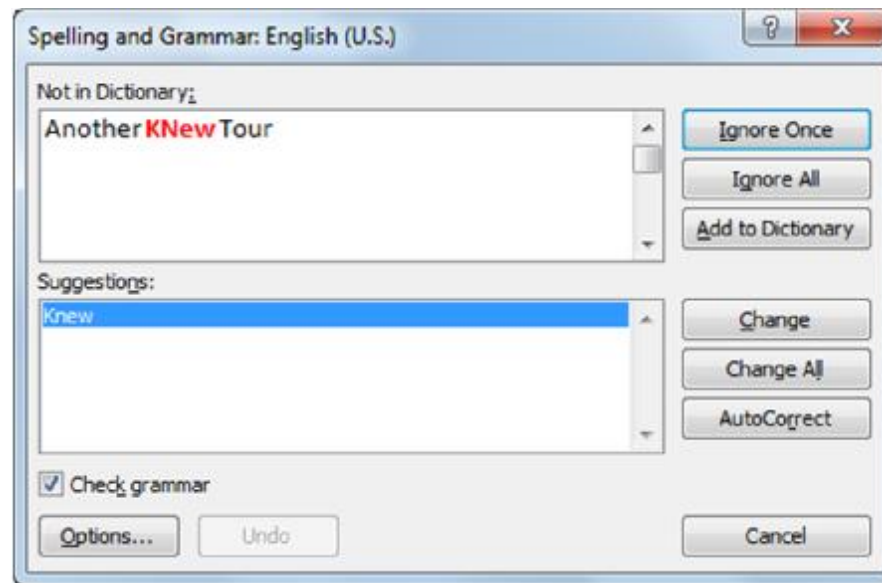 Spelling and Grammar: English (U.S.)
Not in Dictionary:
Another KNew Tour
Ignore Once
Ignore All
Add to Dictionary
Suggestions:
Knew
Change
Change All
AutoCorrect
Check grammar
Options...
Undo
Cancel